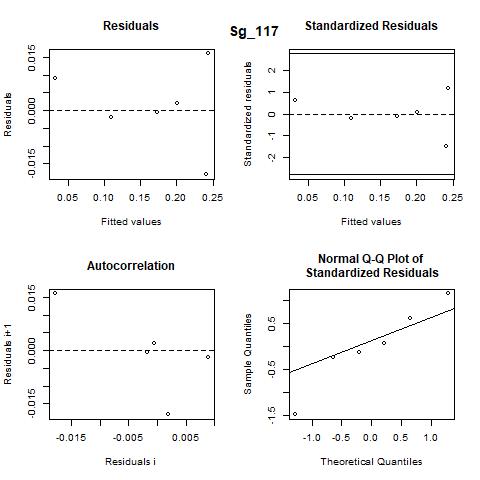 Sg_117
Residuals
Residuals
0.015
0.000
-0.015
0.05 0.10 0.15 0.20 0.25
Fitted values
Standardized Residuals
Standardized residuals
2
1
0
-1
-2
0.05 0.10 0.15 0.20 0.25
Fitted values
Autocorrelation
Residuals i+1
0.015
0.000
-0.015
-0.015 -0.005 0.005
Residuals i
Normal Q-Q Plot of
Standardized Residuals
Sample Quantiles
0.5
-0.5
-1.5
-1.0 0.0 0.5 1.0
Theoretical Quantiles